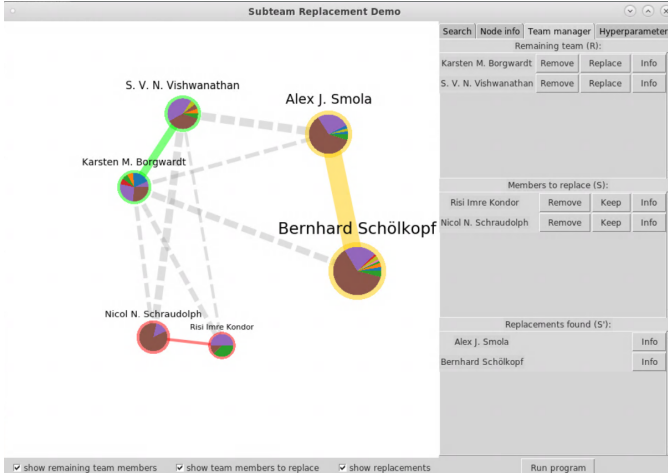 Subteam Replacement Demo
Search Node info Team manager Hyperparameter
Remaining team (R):
Karsten M. Borgwardt Remove Replace Info
S. V. N. Vishwanathan Remove Replace Info
Members to replace (S):
Risi Imre Kondor Remove Keep Info
Nicol N. Schraudolph Remove Keep Info
Replacements found (S'):
Alex J. Smola Info
Bernhard Schölkopf Info
S. V. N. Vishwanathan
Alex J. Smola
Karsten M. Borgwardt
Bernhard Schölkopf
Nicol N. Schraudolph
Risi Imre Kondor
show remaining team members show team members to replace show replacements Run program